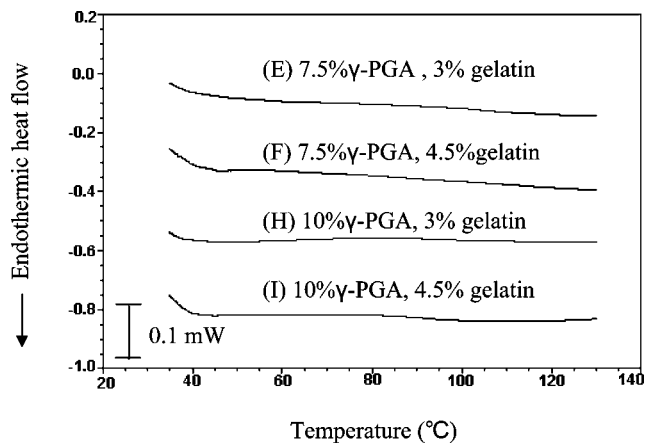 0.2
0.0
-0.2
-0.4
-0.6
-0.8
-1.0
Endothermic heat flow
(E) 7.5%γ-PGA , 3% gelatin
(F) 7.5%γ-PGA, 4.5%gelatin
(H) 10%γ-PGA, 3% gelatin
(I) 10%γ-PGA, 4.5% gelatin
0.1 mW
20 40 60 80 100 120 140
Temperature (℃)